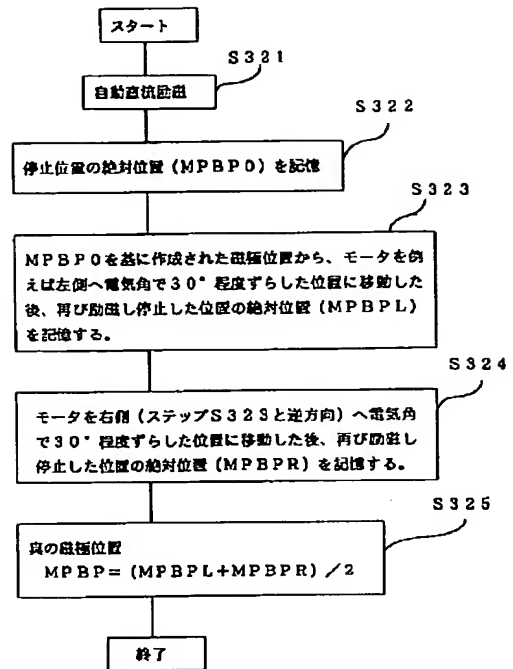 スタート
S321
自動直流励磁
S322
停止位置の絶対位置(MPBP0)を記憶
S323
MPBP0を基に作成された磁極位置から、モータを例
えば左側へ電気角で30°程度ずらした位置に移動した
後、再び励磁し停止した位置の絶対位置(MPBPL)
を記憶する。
S324
モータを右側(ステップS323と逆方向)へ電気角
で30°程度ずらした位置に移動した後、再び励磁し
停止した位置の絶対位置(MPBPR)を記憶する。
S325
真の磁極位置
MPBP=(MPBPL+MPBPR)/2
終了